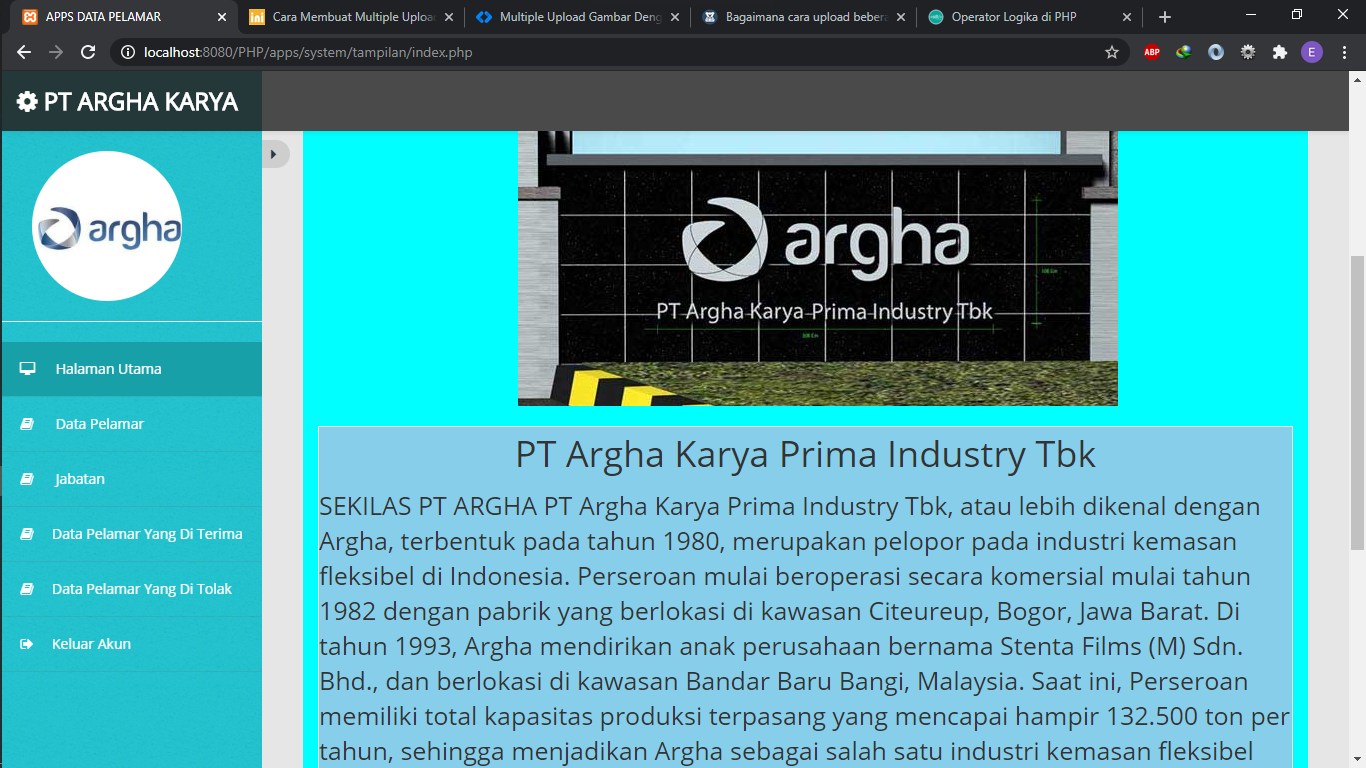 APPS DATA PELAMAR
ini
Cara Membuat Multiple Uploa
Multiple Upload Gambar Deng
Bagaimana cara upload bebera
Operator Logika di PHP
localhost:8080/PHP/apps/system/tampilan/index.php
ABP
E
PT ARGHA KARYA
argha
Halaman Utama
Data Pelamar
Jabatan
Data Pelamar Yang Di Terima
Data Pelamar Yang Di Tolak
Keluar Akun
argha
PT Argha Karya Prima Industry Tbk
PT Argha Karya Prima Industry Tbk
SEKILAS PT ARGHA PT Argha Karya Prima Industry Tbk, atau lebih dikenal dengan
Argha, terbentuk pada tahun 1980, merupakan pelopor pada industri kemasan
fleksibel di Indonesia. Perseroan mulai beroperasi secara komersial mulai tahun
1982 dengan pabrik yang berlokasi di kawasan Citeureup, Bogor, Jawa Barat. Di
tahun 1993, Argha mendirikan anak perusahaan bernama Stenta Films (M) Sdn.
Bhd., dan berlokasi di kawasan Bandar Baru Bangi, Malaysia. Saat ini, Perseroan
memiliki total kapasitas produksi terpasang yang mencapai hampir 132.500 ton per
tahun, sehingga menjadikan Argha sebagai salah satu industri kemasan fleksibel